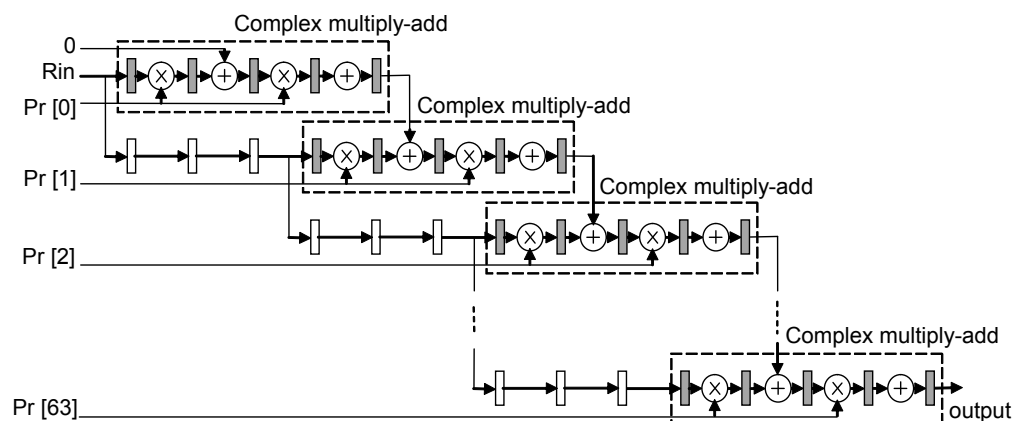 Complex multiply-add
0
Rin
Pr [0]
Complex multiply-add
Pr [1]
Complex multiply-add
Pr [2]
Complex multiply-add
Pr [63]
output